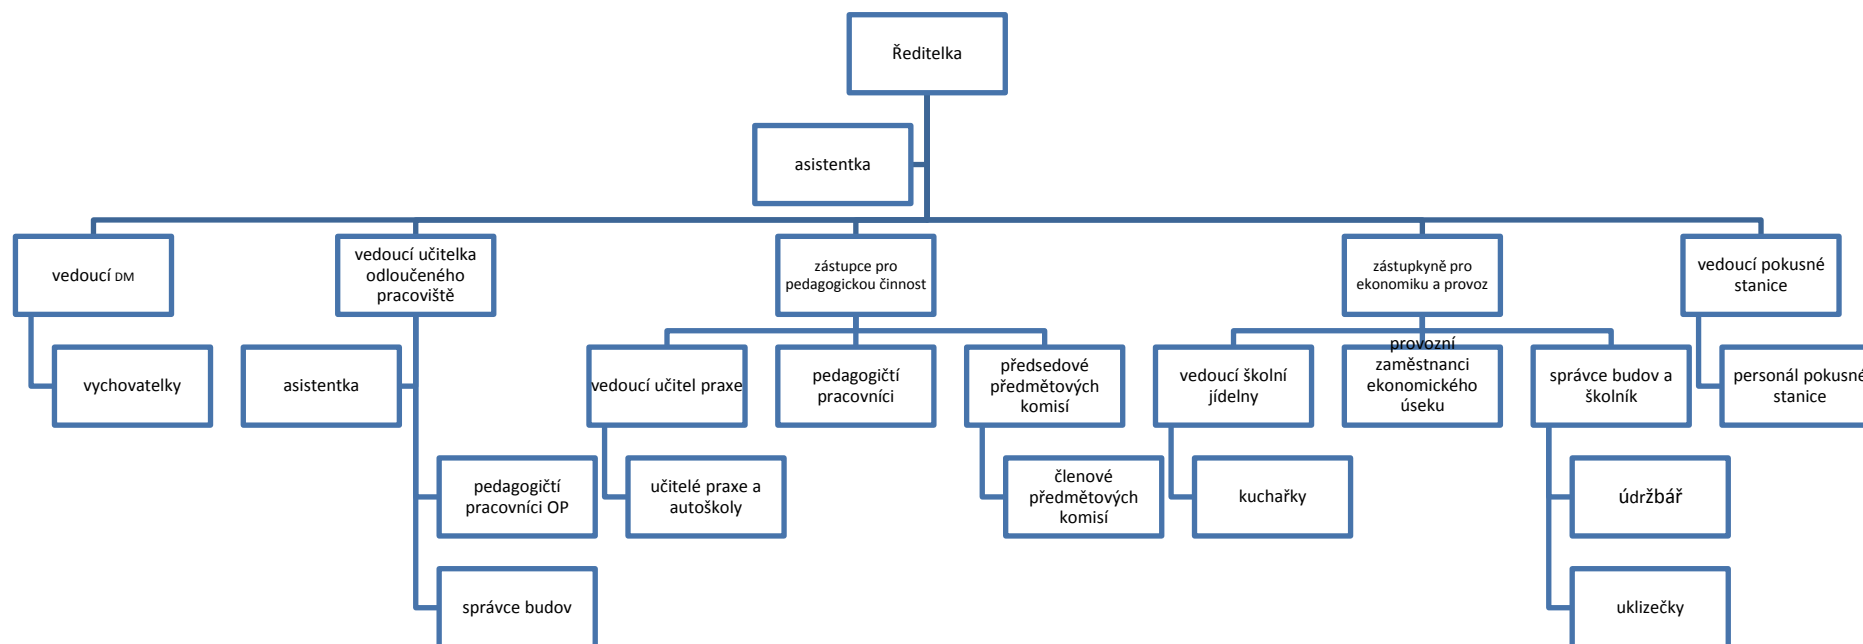 Ředitelka
asistentka
vedoucí DM
vedoucí učitelka
odloučeného
pracoviště
zástupce pro
pedagogickou činnost
zástupkyně pro
ekonomiku a provoz
vedoucí pokusné
stanice
vychovatelky
asistentka
vedoucí učitel praxe
pedagogičtí
pracovníci
předsedové
předmětových
komisí
vedoucí školní
jídelny
provozní
zaměstnanci
ekonomického
úseku
správce budov a
školník
personál pokusné
stanice
pedagogičtí
pracovníci OP
učitelé praxe a
autoškoly
členové
předmětových
komisí
kuchařky
údržbář
správce budov
uklizečky